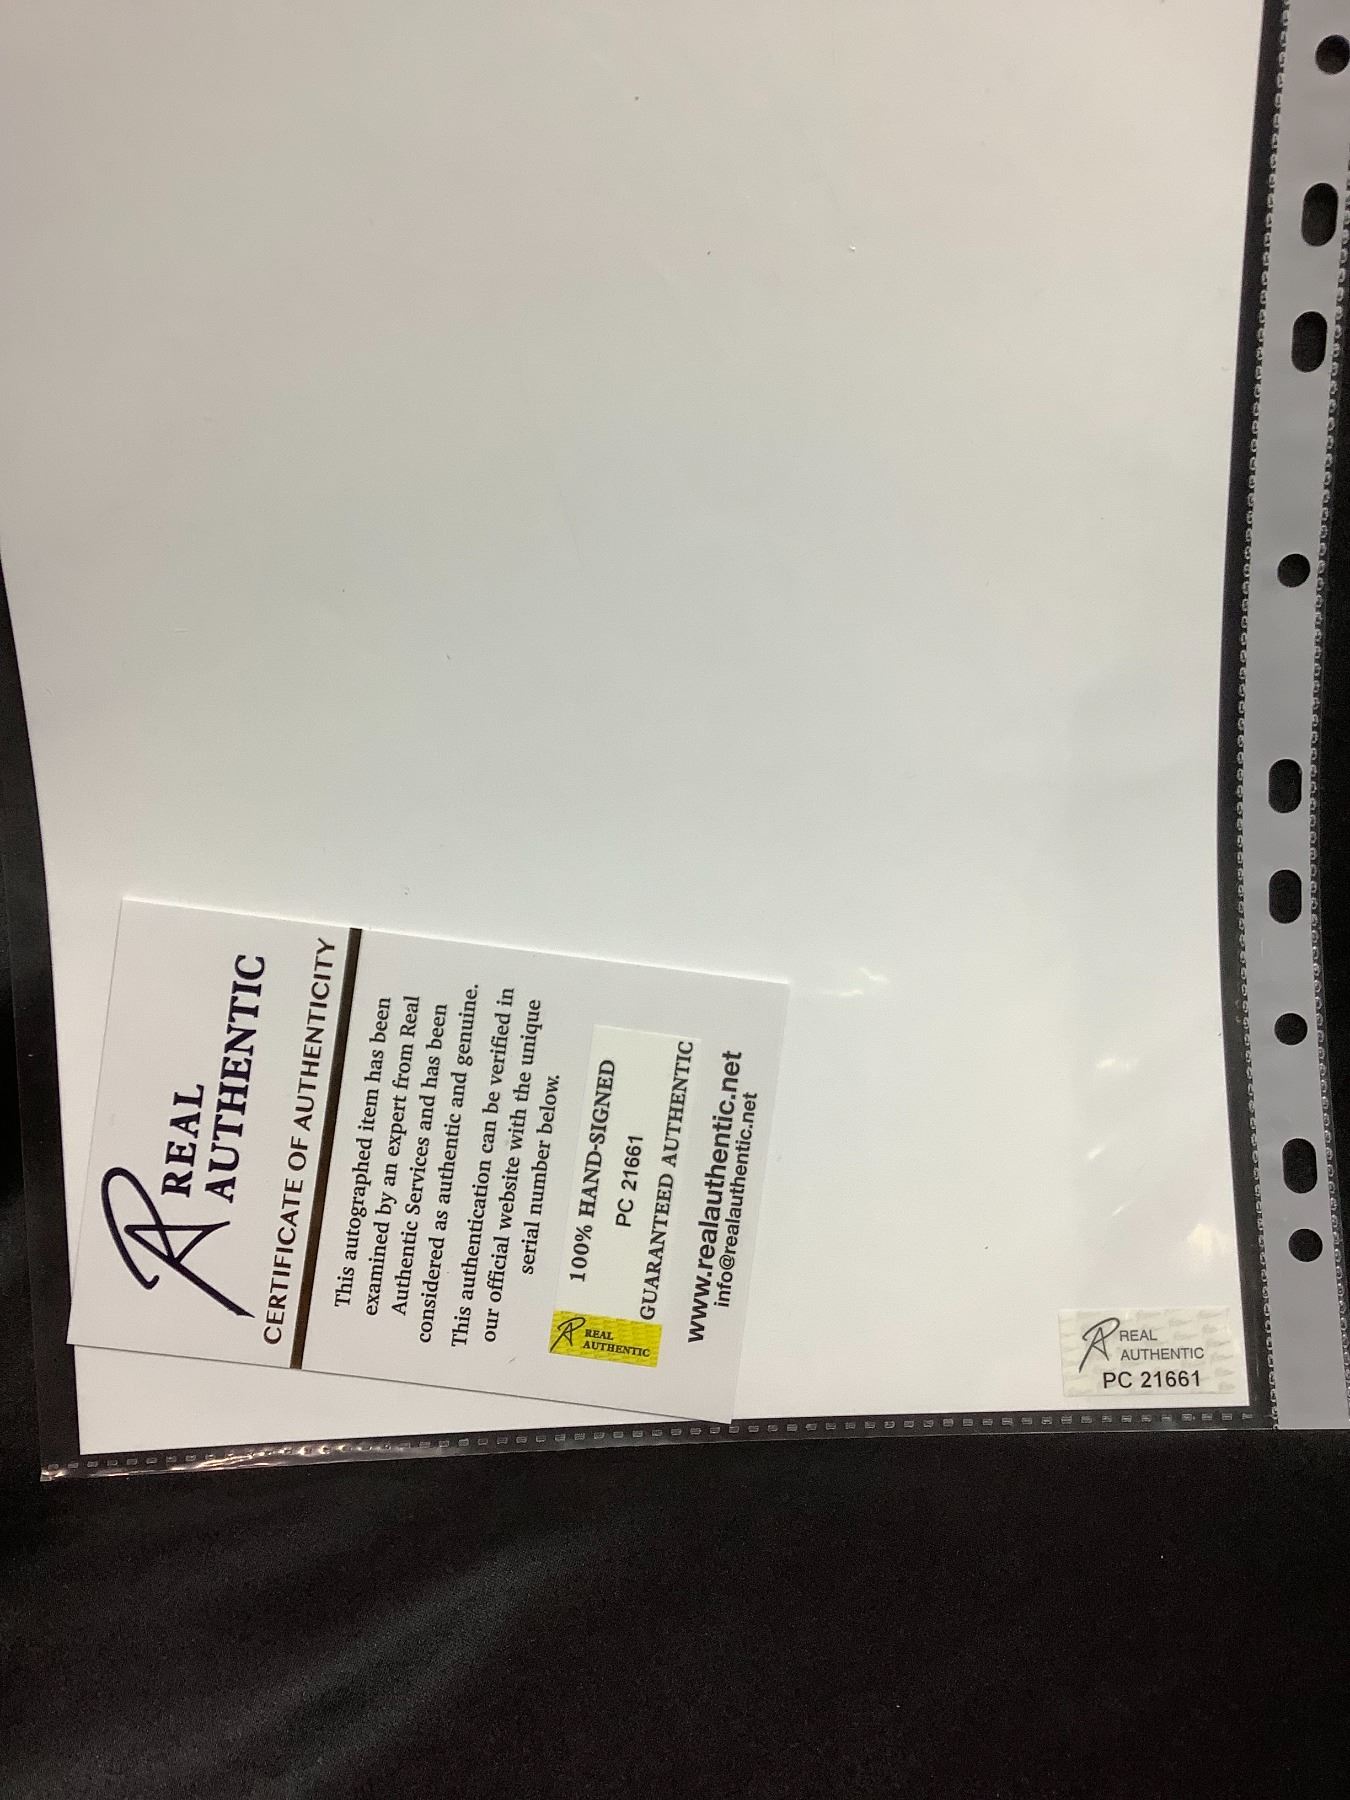 REAL
AUTHENTIC
CERTIFICATE OF AUTHENTICITY
This autographed item has been
examined by an expert from Real
Authentic Services and has been
considered as authentic and genuine.
This authentication can be verified in
our official website with the unique
serial number below.
100% HAND-SIGNED
PC 21661
GUARANTEED AUTHENTIC
REAL
AUTHENTIC
www.realauthentic.net
info@realauthentic.net
REAL
AUTHENTIC
PC 21661